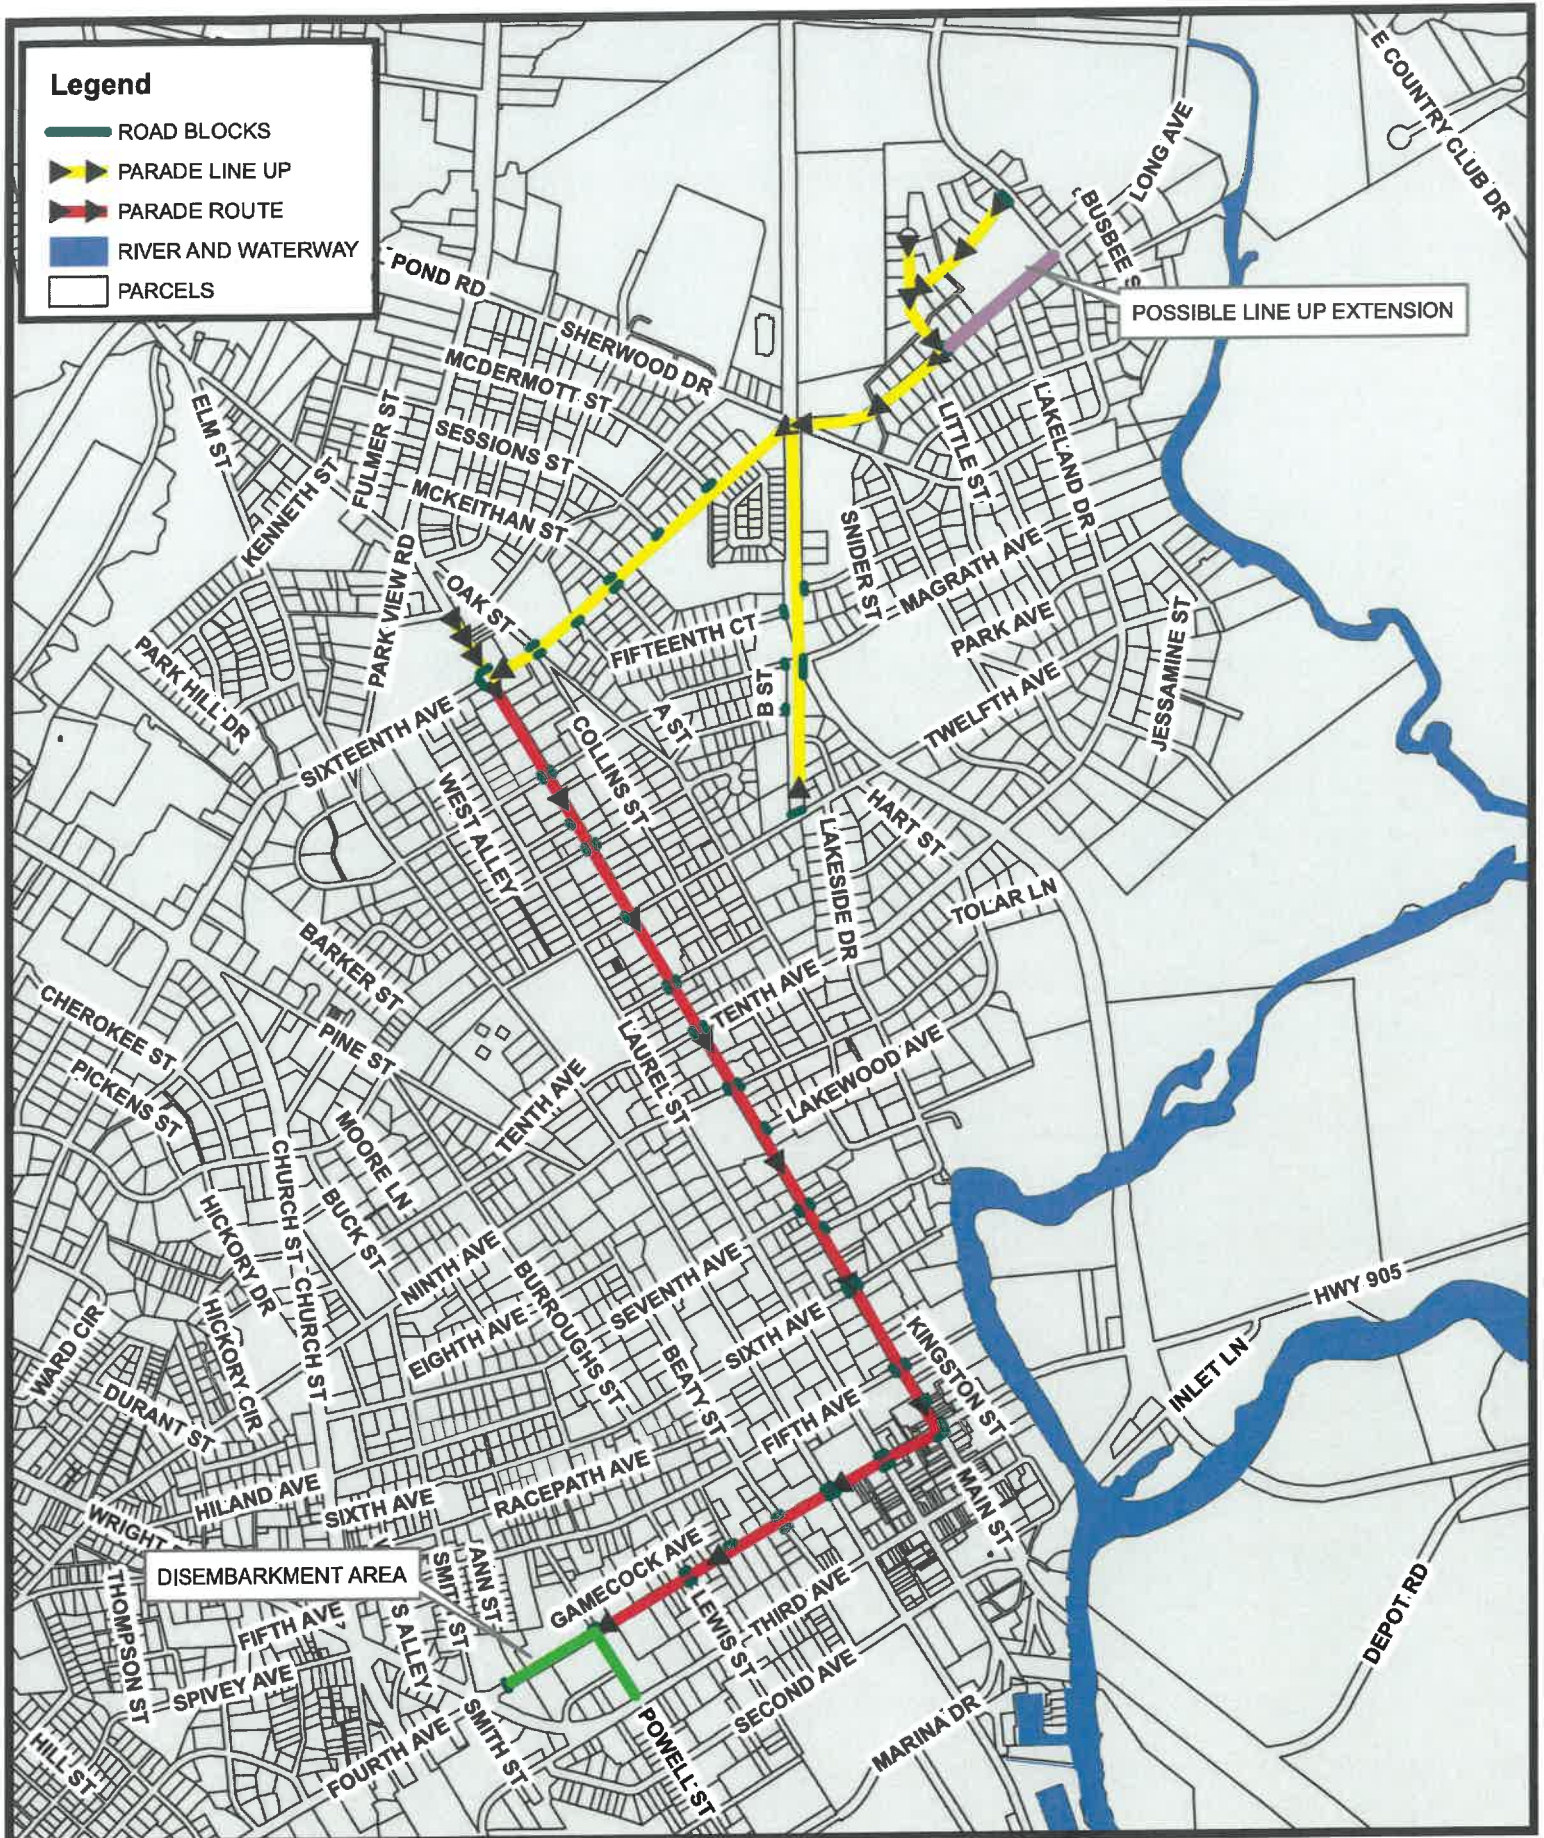 Legend
ROAD BLOCKS
PARADE LINE UP
PARADE ROUTE
RIVER AND WATERWAY
PARCELS
E COUNTRY CLUB DR
LONG AVE
BUSBEE S
POND RD
POSSIBLE LINE UP EXTENSION
SHERWOOD DR
MCDERMOTT ST
ELM ST
FULMER ST
SESSIONS ST
LITTLE ST
LAKELAND DR
KENNETH ST
MCKEITHAN ST
SNIDER ST
MAGRATH AVE
PARK VIEW RD
OAK ST
FIFTEENTH CT
PARK AVE
JESSAMINE ST
PARK HILL DR
B ST
A ST
TWELFTH AVE
SIXTEENTH AVE
COLLINS ST
WEST ALLEY
HART ST
LAKESIDE DR
TOLAR LN
BARKER ST
TENTH AVE
CHEROKEE ST
PINE ST
LAUREL ST
LAKEWOOD AVE
PICKENS ST
TENTH AVE
MOORE LN
CHURCH ST
BUCK ST
HICKORY DR
NINTH AVE
BURROUGHS ST
SEVENTH AVE
HWY 905
CHURCH ST
HICKORY CIR
EIGHTH AVE
SIXTH AVE
KINGSTON ST
WARD CIR
BEATY ST
INLET LN
DURANT ST
FIFTH AVE
RACEPATH AVE
HILAND AVE
SIXTH AVE
MAIN ST
WRIGHT
DISEMBARKMENT AREA
SMITH ST
ANN ST
GAMECOCK AVE
THOMPSON ST
FIFTH AVE
S ALLEY
LEWIS ST
THIRD AVE
DEPOT RD
SPIVEY AVE
SECOND AVE
SMITH ST
FOURTH AVE
POWELL ST
MARINA DR
HILL ST